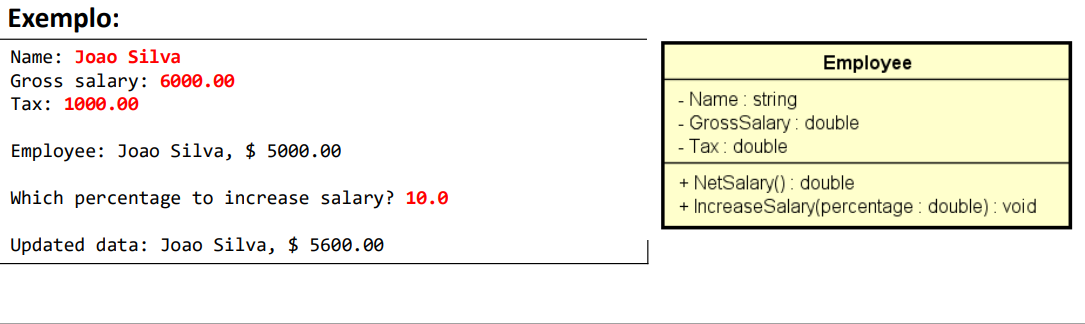 Exemplo:
Name: Joao Silva
Gross salary: 6000.00
Tax: 1000.00
Employee: Joao Silva, $ 5000.00
Which percentage to increase salary? 10.0
Updated data: Joao Silva, $ 5600.00
Employee
- Name : string
- GrossSalary : double
- Tax : double
+ NetSalary() : double
+ IncreaseSalary(percentage : double) : void